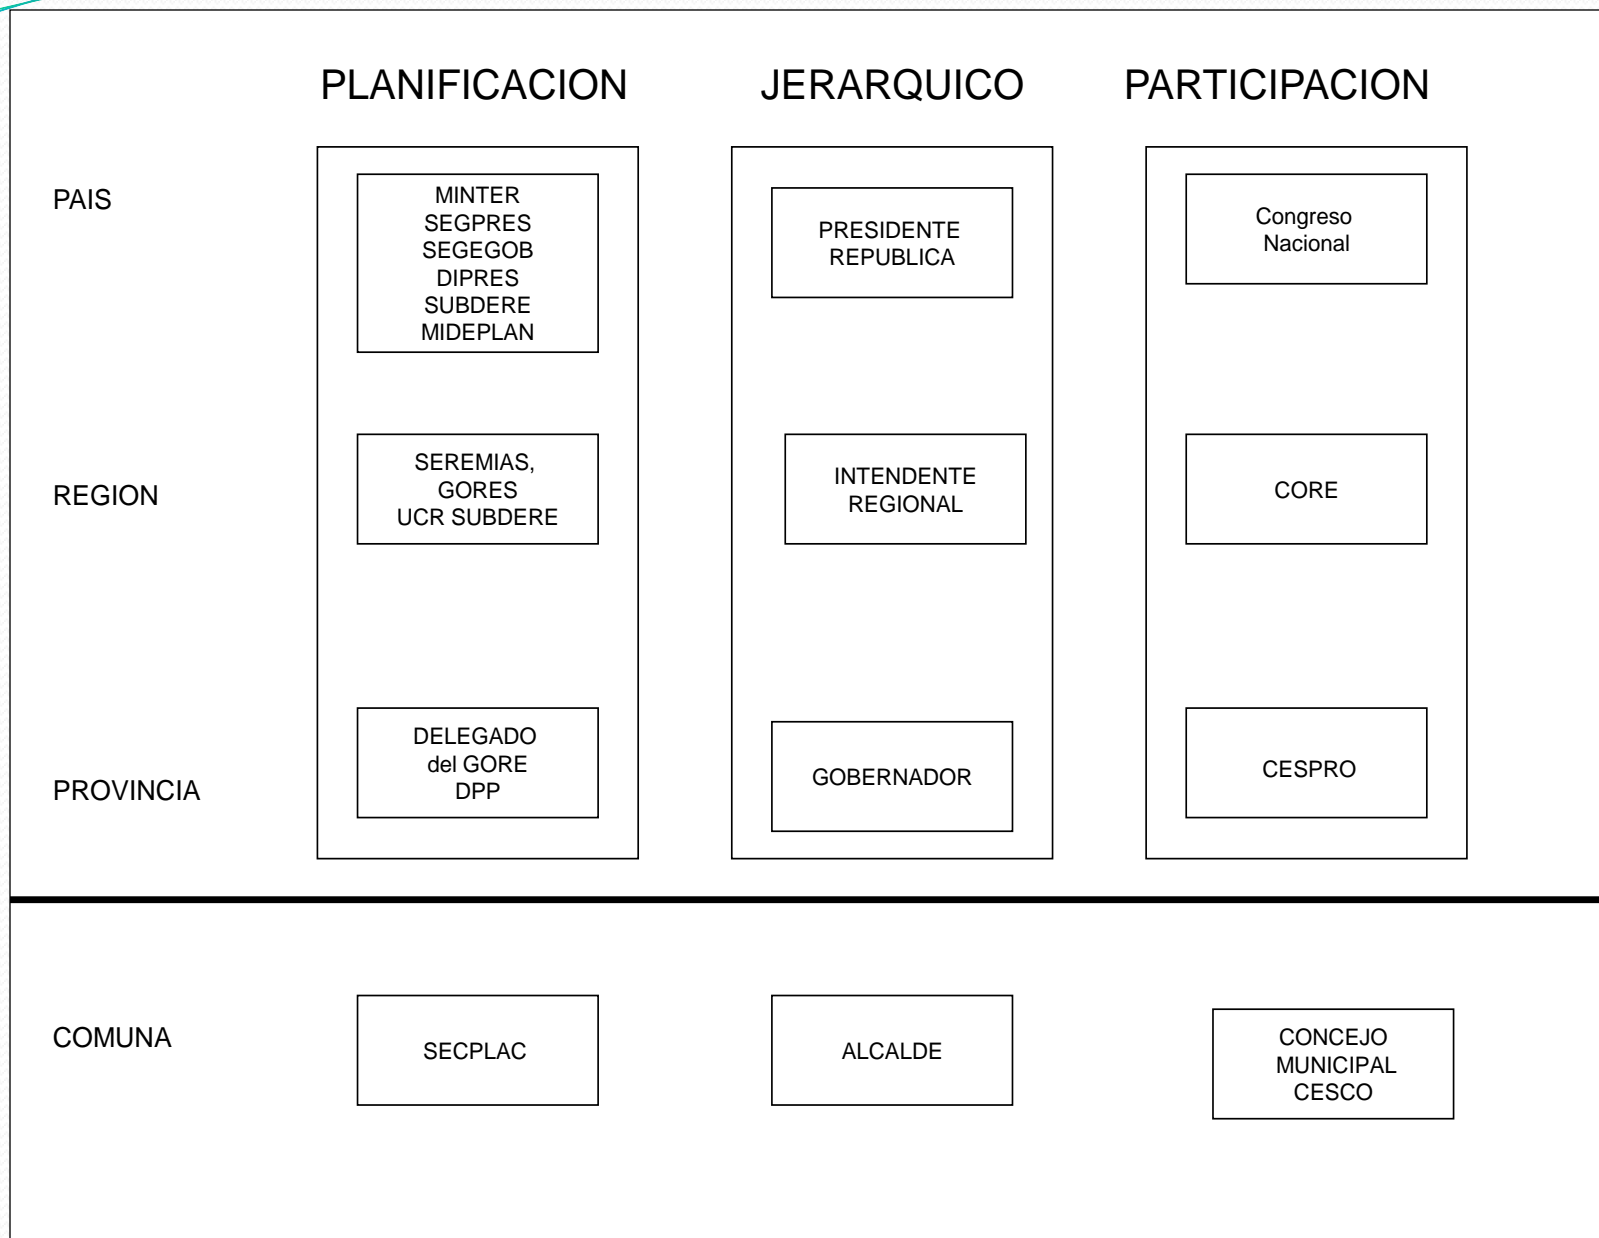 PLANIFICACION
JERARQUICO
PARTICIPACION
PAIS
MINTER
SEGPRES
SEGEGOB
DIPRES
SUBDERE
MIDEPLAN
PRESIDENTE
REPUBLICA
Congreso
Nacional
REGION
SEREMIAS,
GORES
UCR SUBDERE
INTENDENTE
REGIONAL
CORE
PROVINCIA
DELEGADO
del GORE
DPP
GOBERNADOR
CESPRO
COMUNA
SECPLAC
ALCALDE
CONCEJO
MUNICIPAL
CESCO